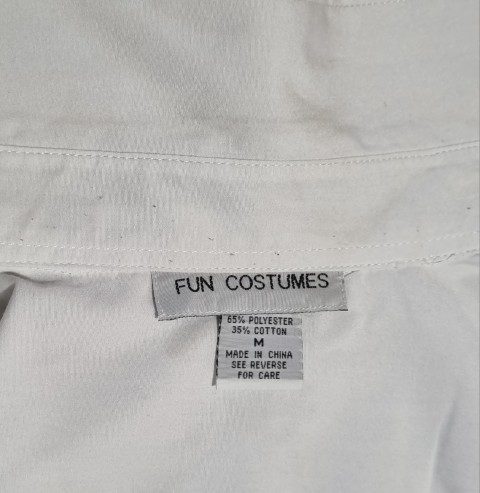 FUN COSTUMES
65% POLYESTER
35% COTTON
M
MADE IN CHINA
SEE REVERSE
FOR CARE